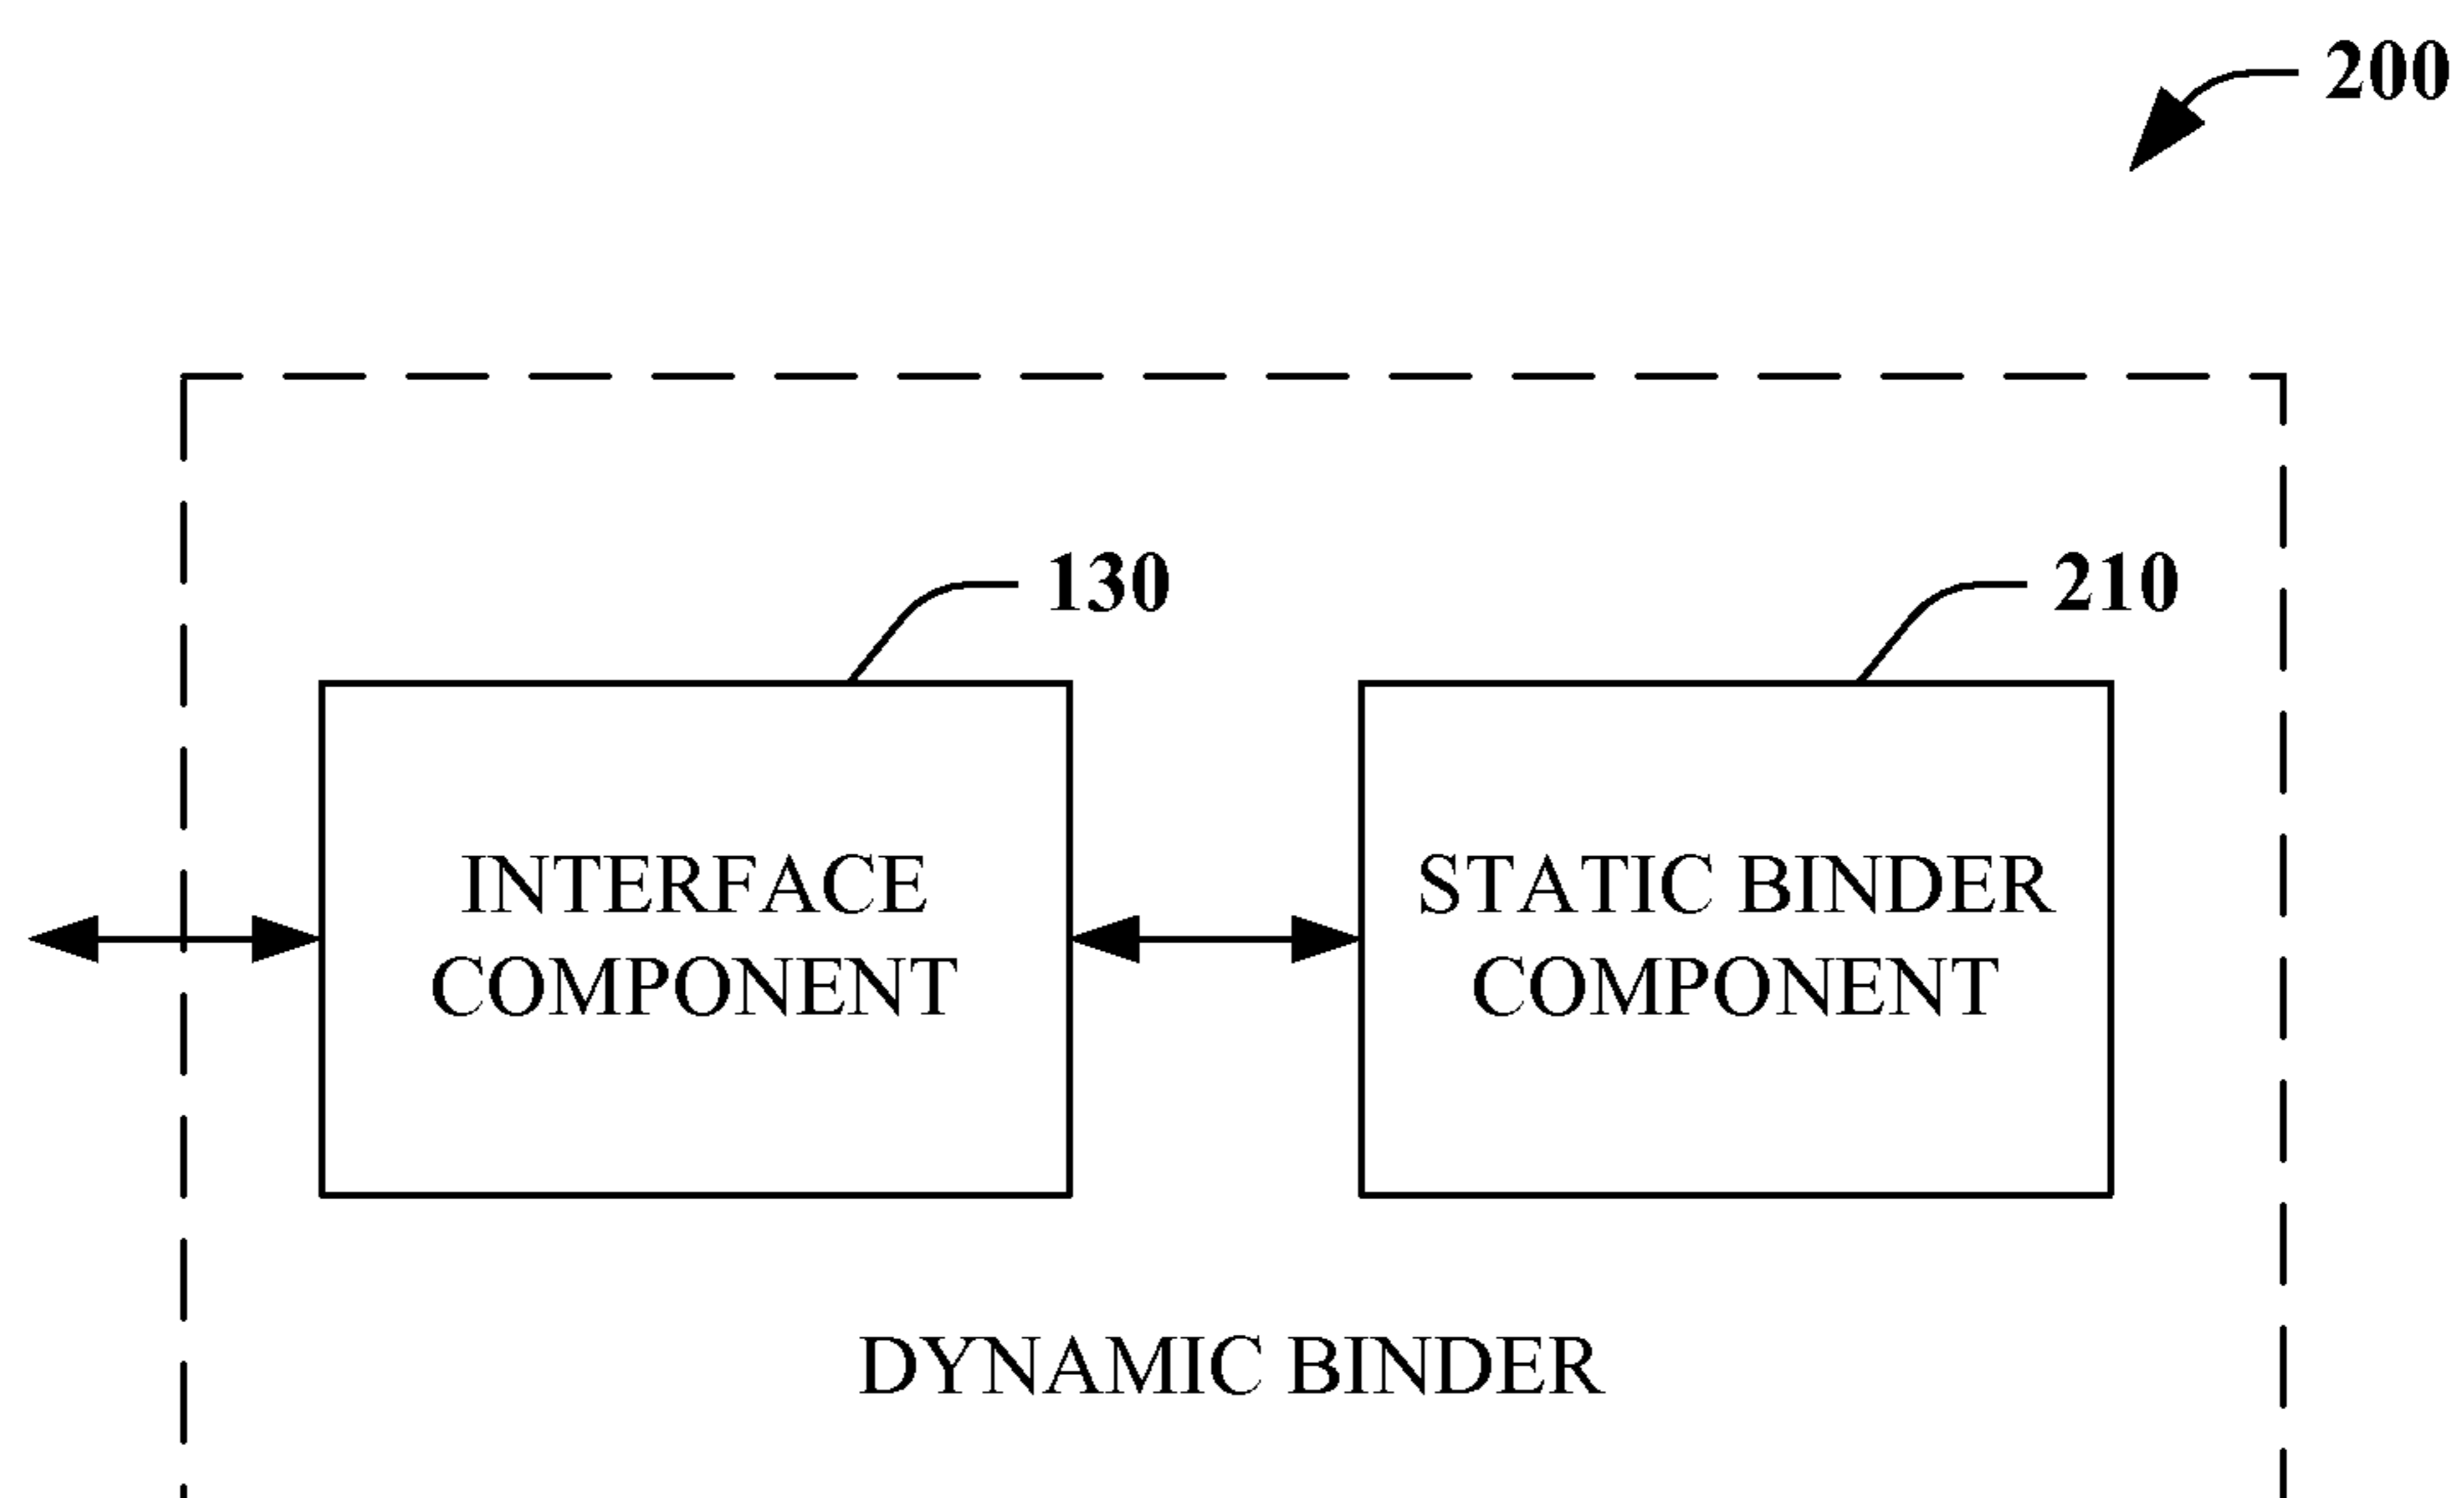 200
130
210
INTERFACE
COMPONENT
STATIC BINDER
COMPONENT
DYNAMIC BINDER